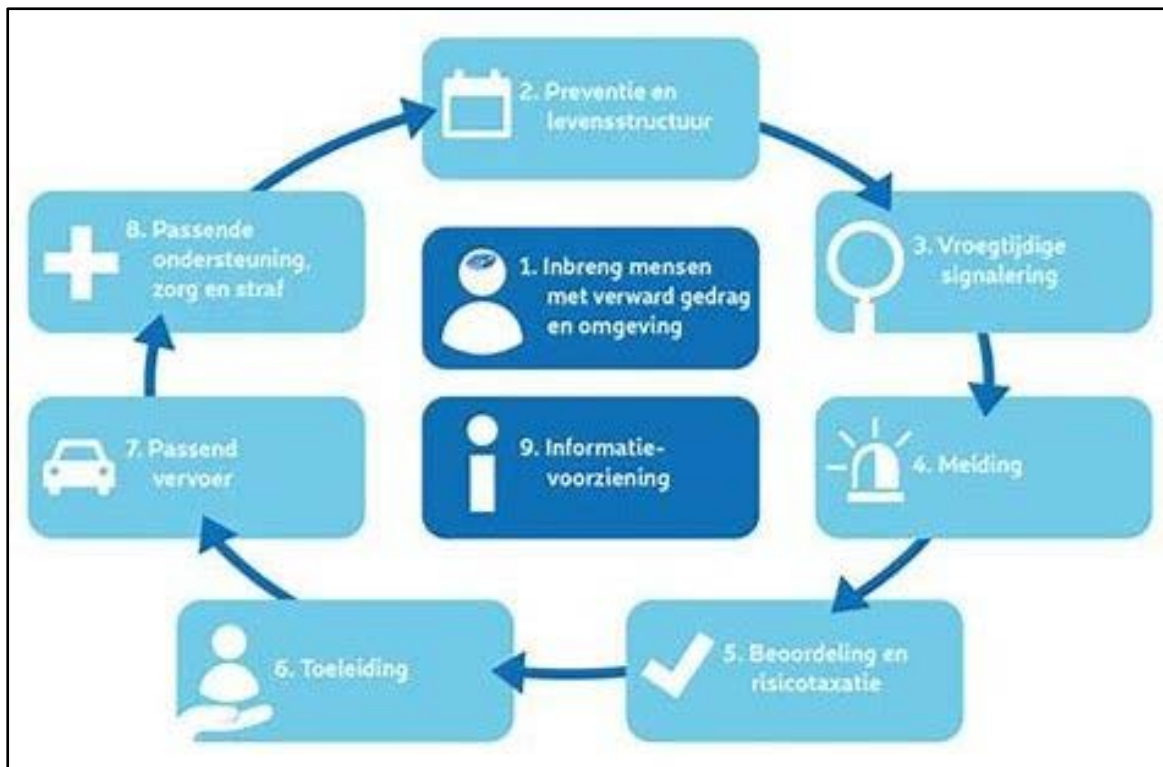 2. Preventie en
levensstructuur
8. Passende
ondersteuning,
zorg en straf
1. Inbreng mensen
met verward gedrag
en omgeving
3. Vroegtijdige
signalering
7. Passend
vervoer
9. Informatie-
voorziening
4. Melding
6. Toeleiding
5. Beoordeling en
risicotaxatie